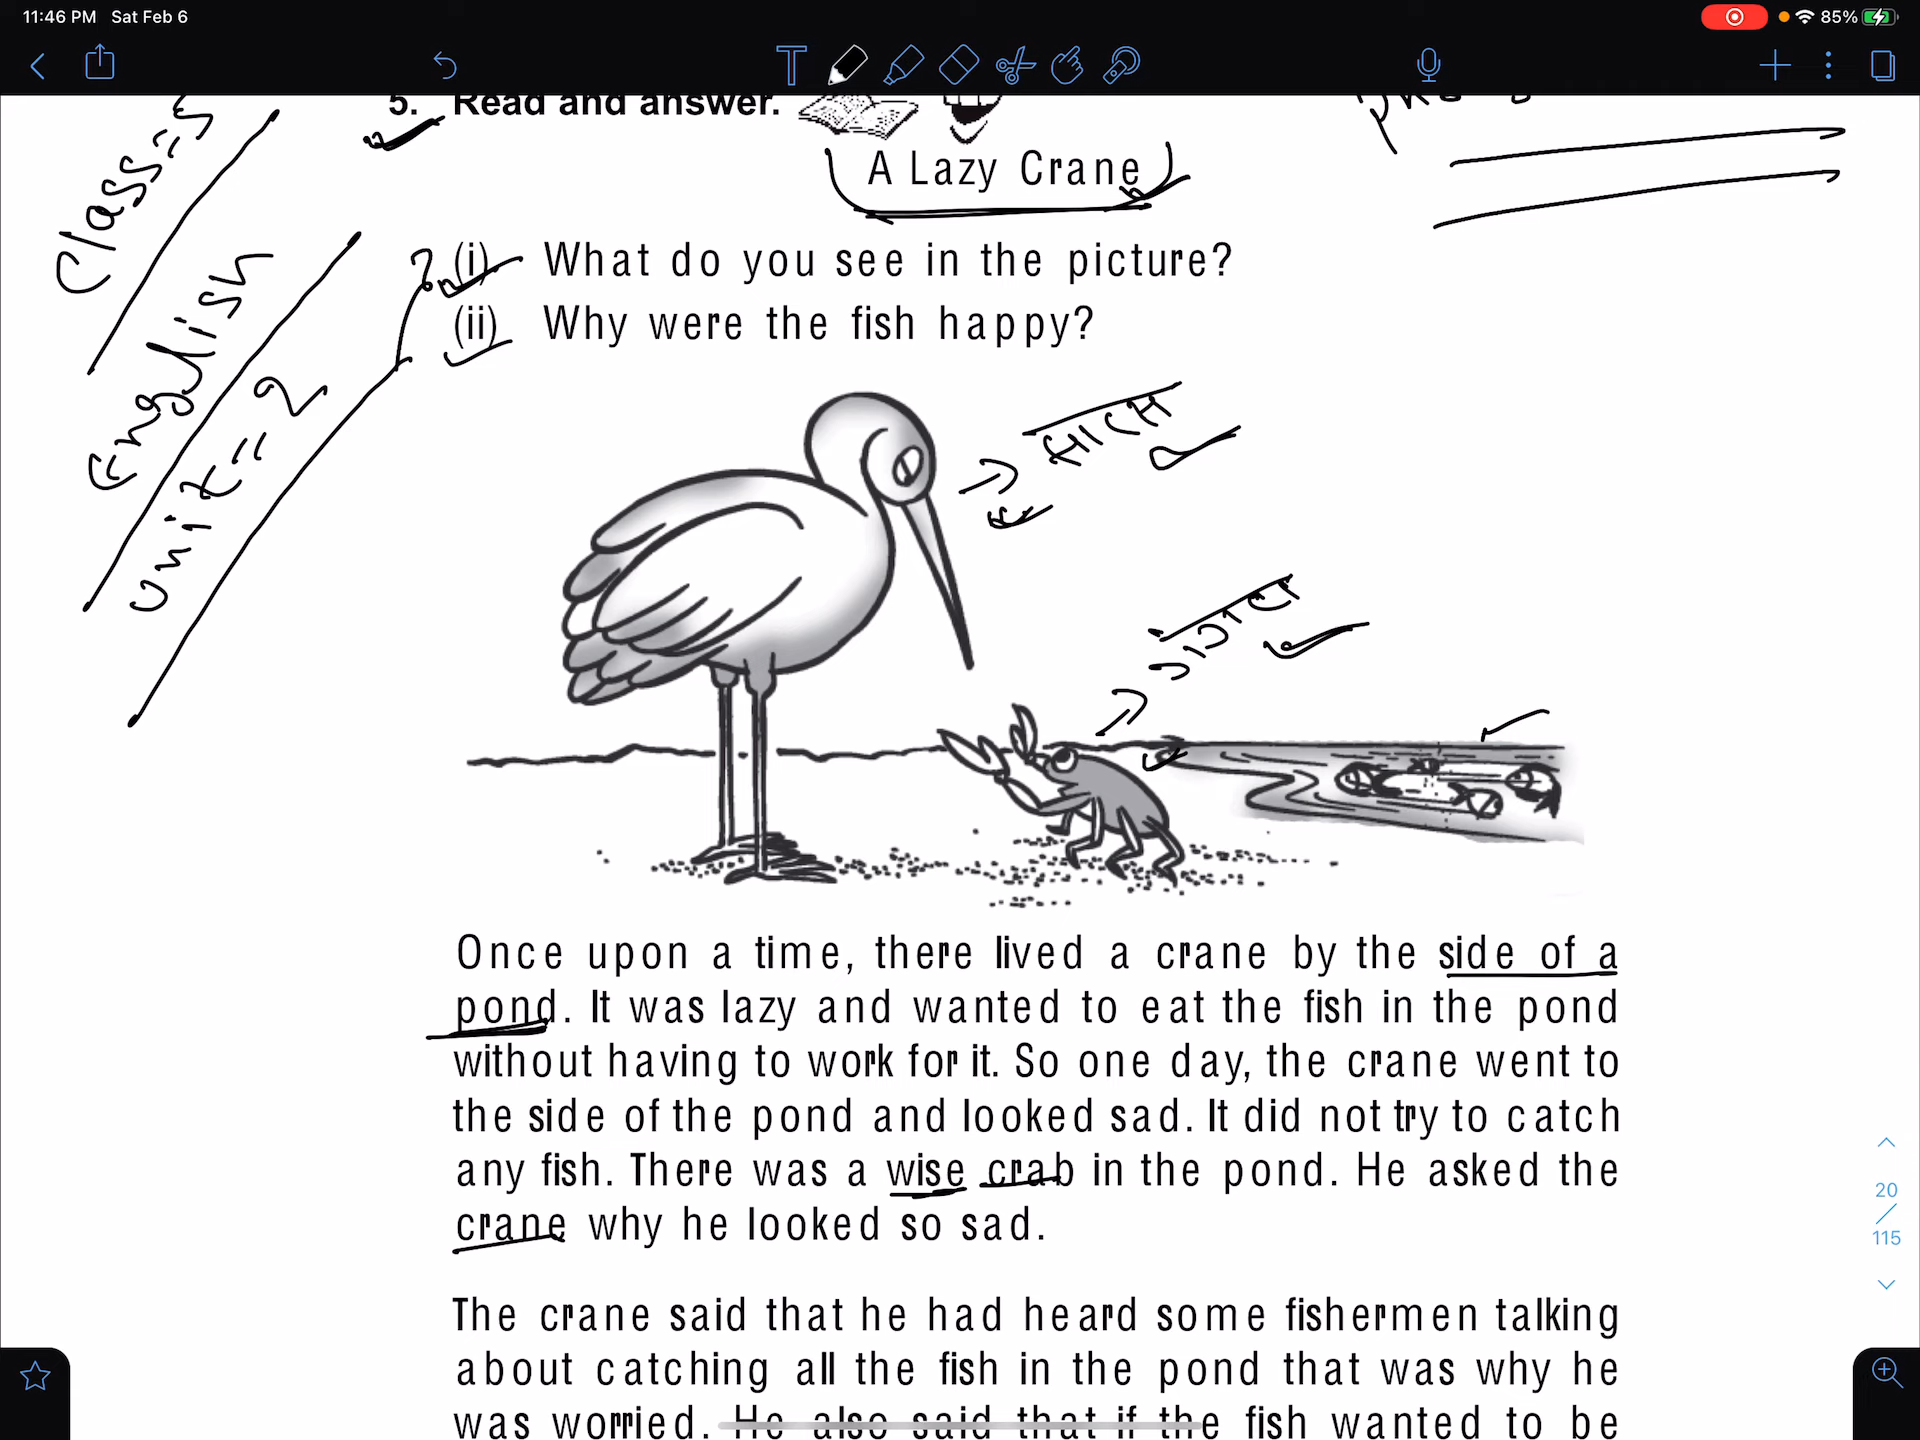 11:46 PM Sat Feb 6
85%
5. Read and answer.
A Lazy Crane
Class=5
English
unit=2
(i) What do you see in the picture?
(ii) Why were the fish happy?
Once upon a time, there lived a crane by the side of a
pond. It was lazy and wanted to eat the fish in the pond
without having to work for it. So one day, the crane went to
the side of the pond and looked sad. It did not try to catch
any fish. There was a wise crab in the pond. He asked the
crane why he looked so sad.
The crane said that he had heard some fishermen talking
about catching all the fish in the pond that was why he
was worried. He also said that if the fish wanted to be
20
/
115